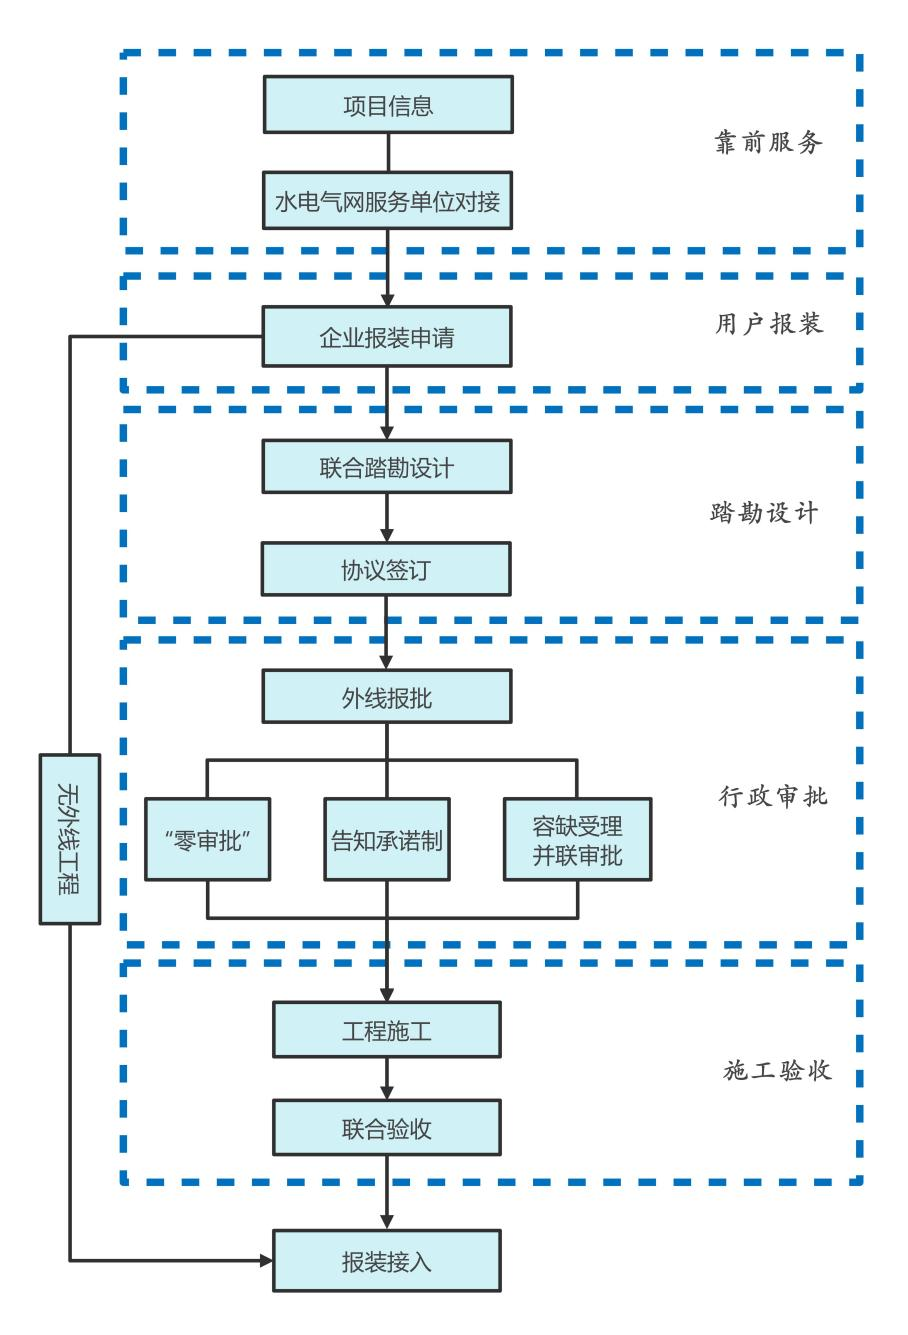 项目信息
靠前服务
水电气网服务单位对接
用户报装
企业报装申请
联合踏勘设计
踏勘设计
协议签订
外线报批
行政审批
无外线工程
“零审批”
告知承诺制
容缺受理
并联审批
工程施工
施工验收
联合验收
报装接入